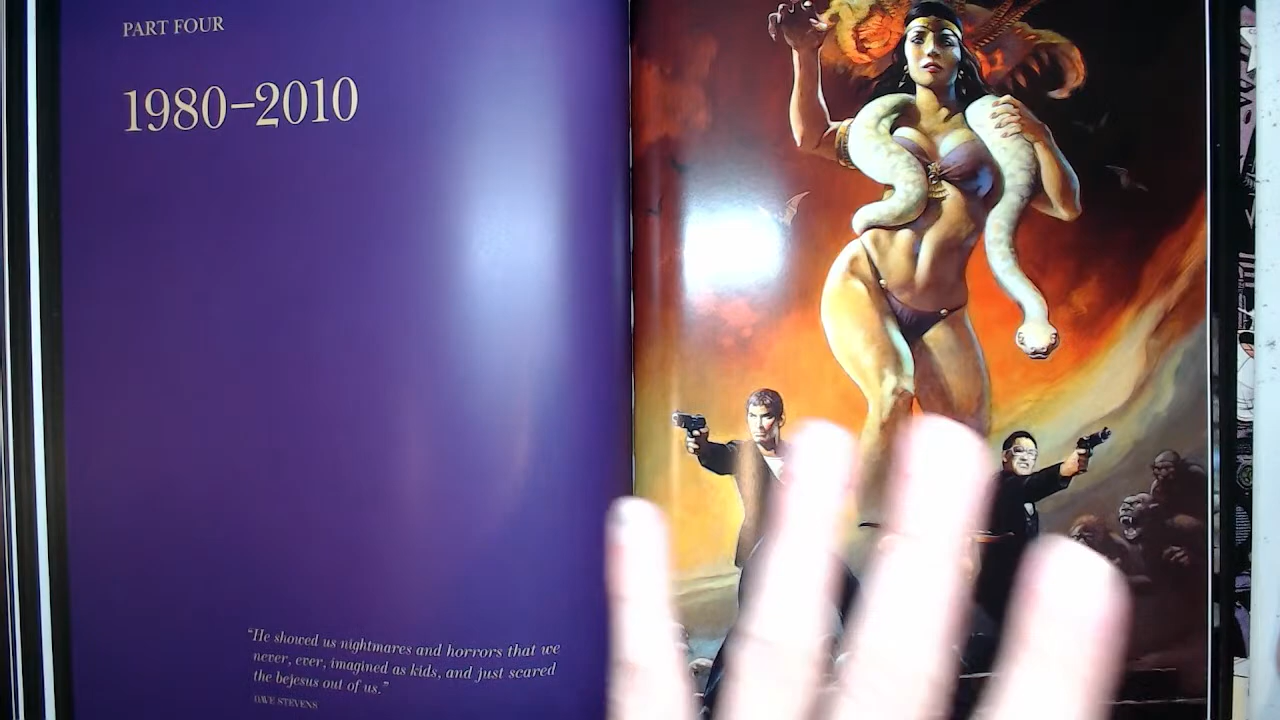 PART FOUR
1980–2010
“He showed us nightmares and horrors that we
never, ever, imagined as kids, and just scared
the bejesus out of us.”
DAVE STEVENS